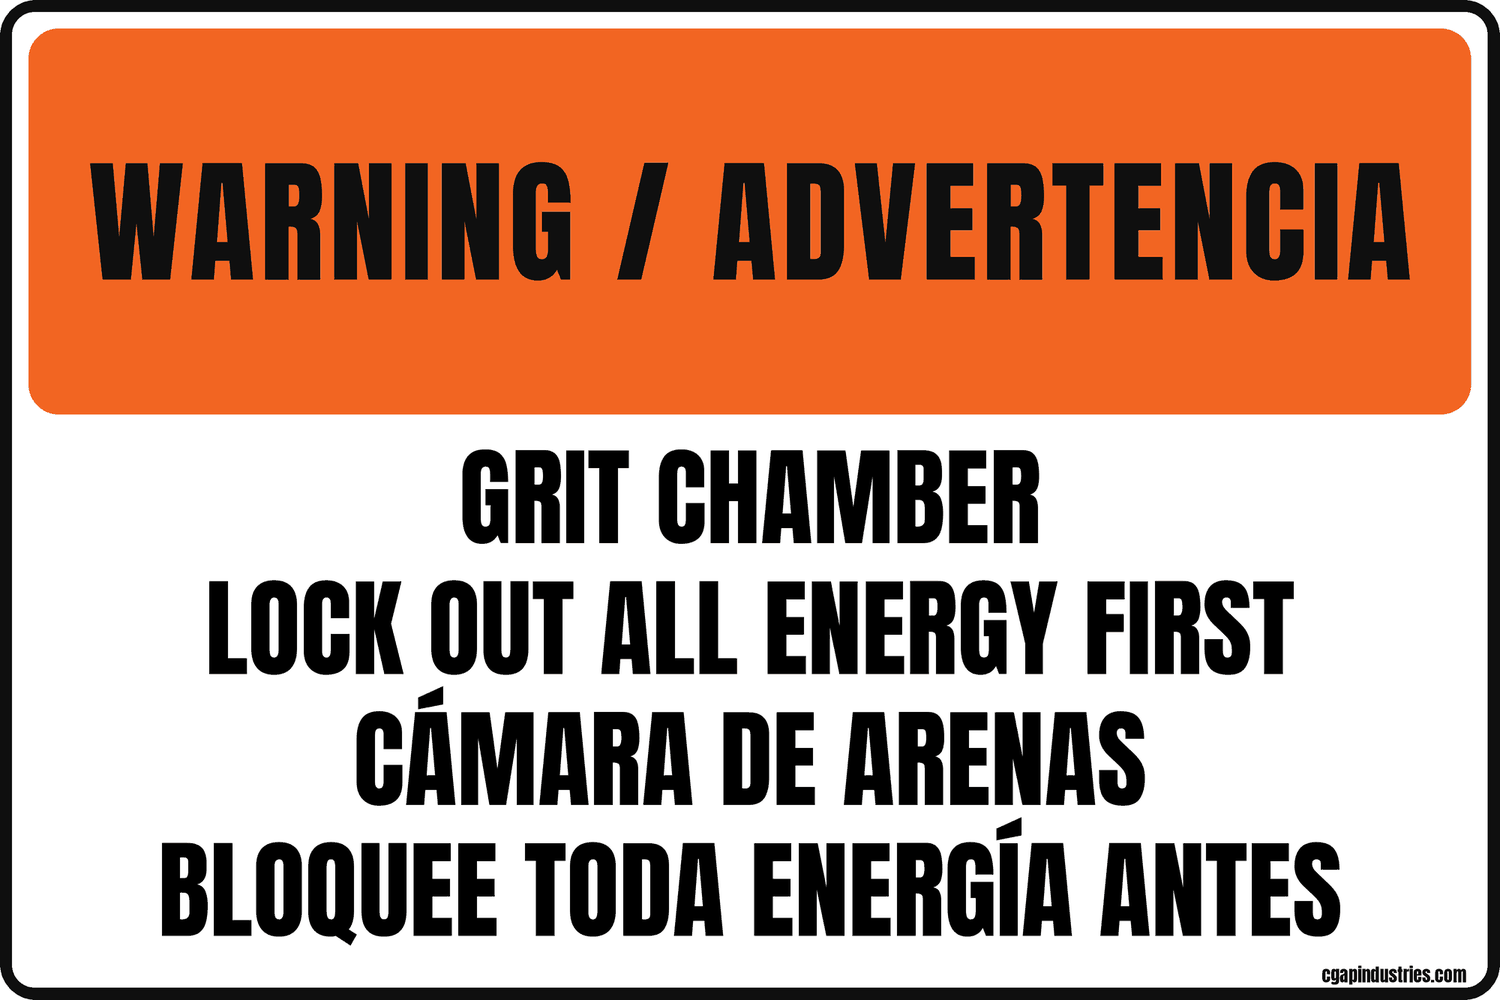 WARNING / ADVERTENCIA
GRIT CHAMBER
LOCK OUT ALL ENERGY FIRST
CÁMARA DE ARENAS
BLOQUEE TODA ENERGÍA ANTES
cgapindustries.com